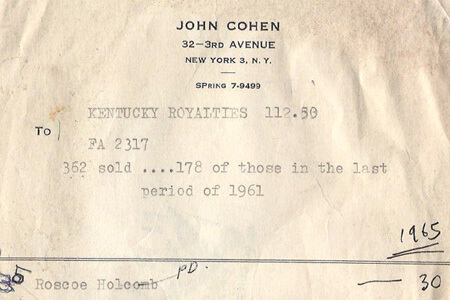 JOHN COHEN
32-3RD AVENUE
NEW YORK 3, N.Y.
SPRING 7-9499
KENTUCKY ROYALTIES 112.50
To
FA 2317
362 sold ....178 of those in the last
period of 1961
1965
PD.
Roscoe Holcomb — 30